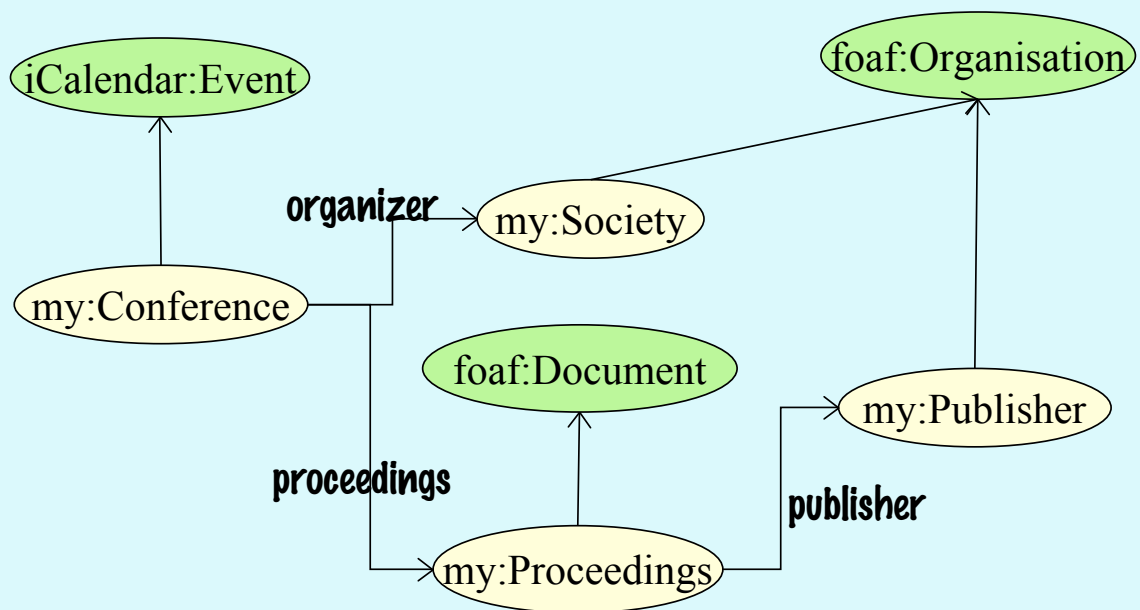 foaf:Organisation
iCalendar:Event
organizer
my:Society
my:Conference
foaf:Document
my:Publisher
proceedings
publisher
my:Proceedings